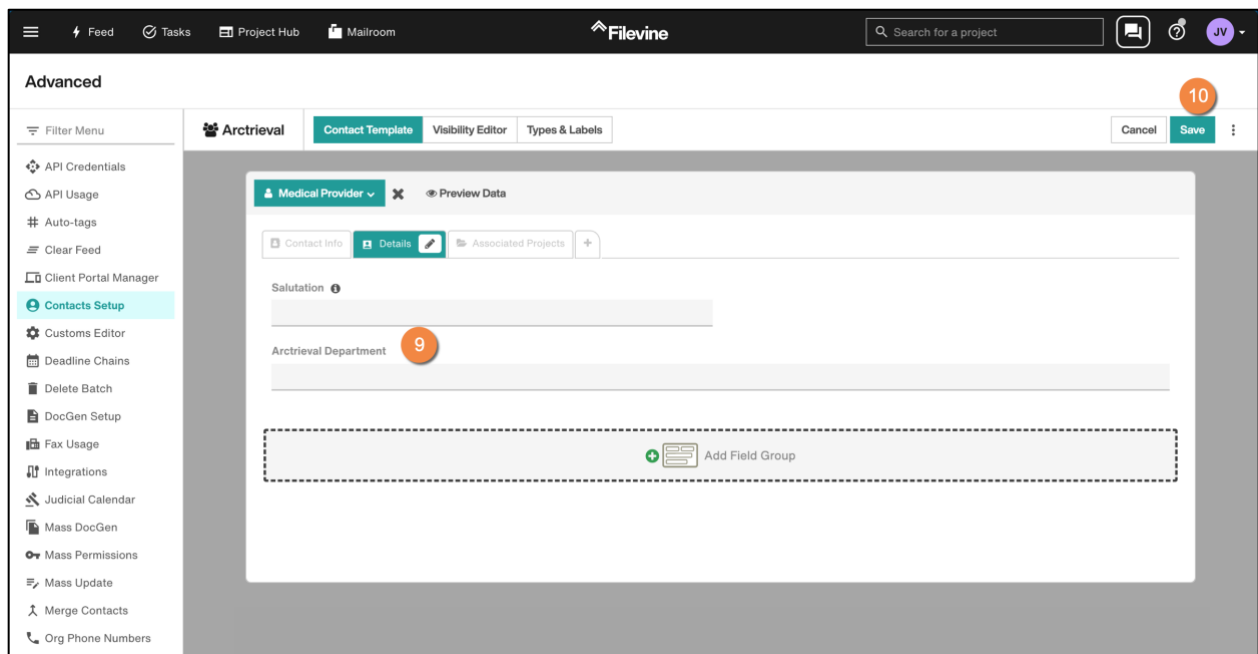 Feed
Tasks
Project Hub
Mailroom
Filevine
Search for a project
JV
Advanced
10
Filter Menu
Arctrieval
Contact Template
Visibility Editor
Types & Labels
Cancel
Save
API Credentials
API Usage
Auto-tags
Clear Feed
Client Portal Manager
Contacts Setup
Customs Editor
Deadline Chains
Delete Batch
DocGen Setup
Fax Usage
Integrations
Judicial Calendar
Mass DocGen
Mass Permissions
Mass Update
Merge Contacts
Org Phone Numbers
Medical Provider
Preview Data
Contact Info
Details
Associated Projects
+
Salutation
Arctrieval Department
9
Add Field Group